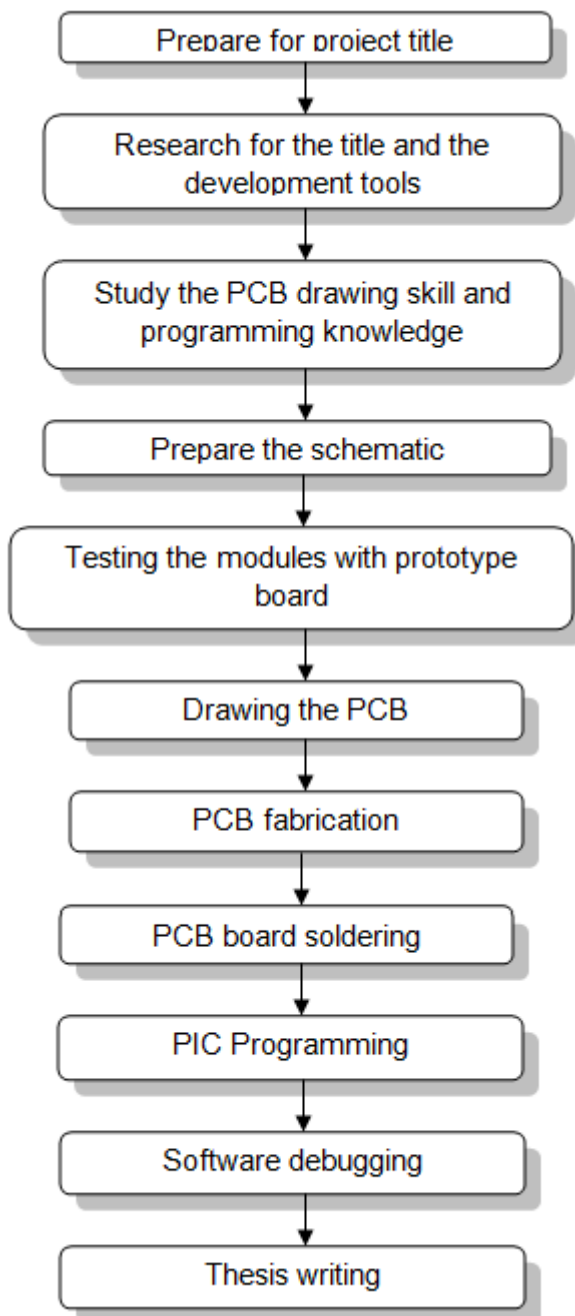 Prepare for project title
Research for the title and the
development tools
Study the PCB drawing skill and
programming knowledge
Prepare the schematic
Testing the modules with prototype
board
Drawing the PCB
PCB fabrication
PCB board soldering
PIC Programming
Software debugging
Thesis writing